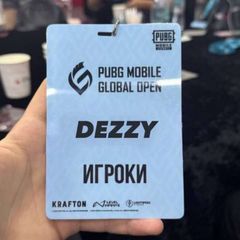 PUBG
MOBILE
PUBG MOBILE
GLOBAL OPEN
DEZZY
ИГРОКИ
KRAFTON